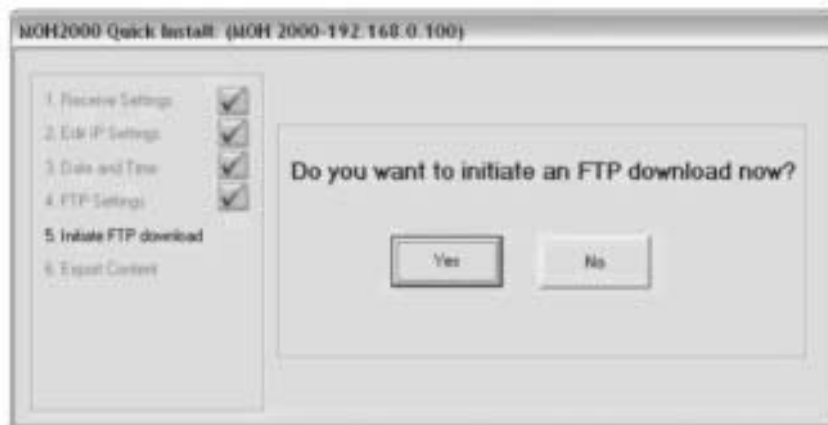 MOH2000 Quick Install: (MOH 2000-192.168.0.100)
1. Receive Settings
2. Edit IP Settings
3. Date and Time
4. FTP Settings
5. Initiate FTP download
6. Export Content
Do you want to initiate an FTP download now?
Yes
No